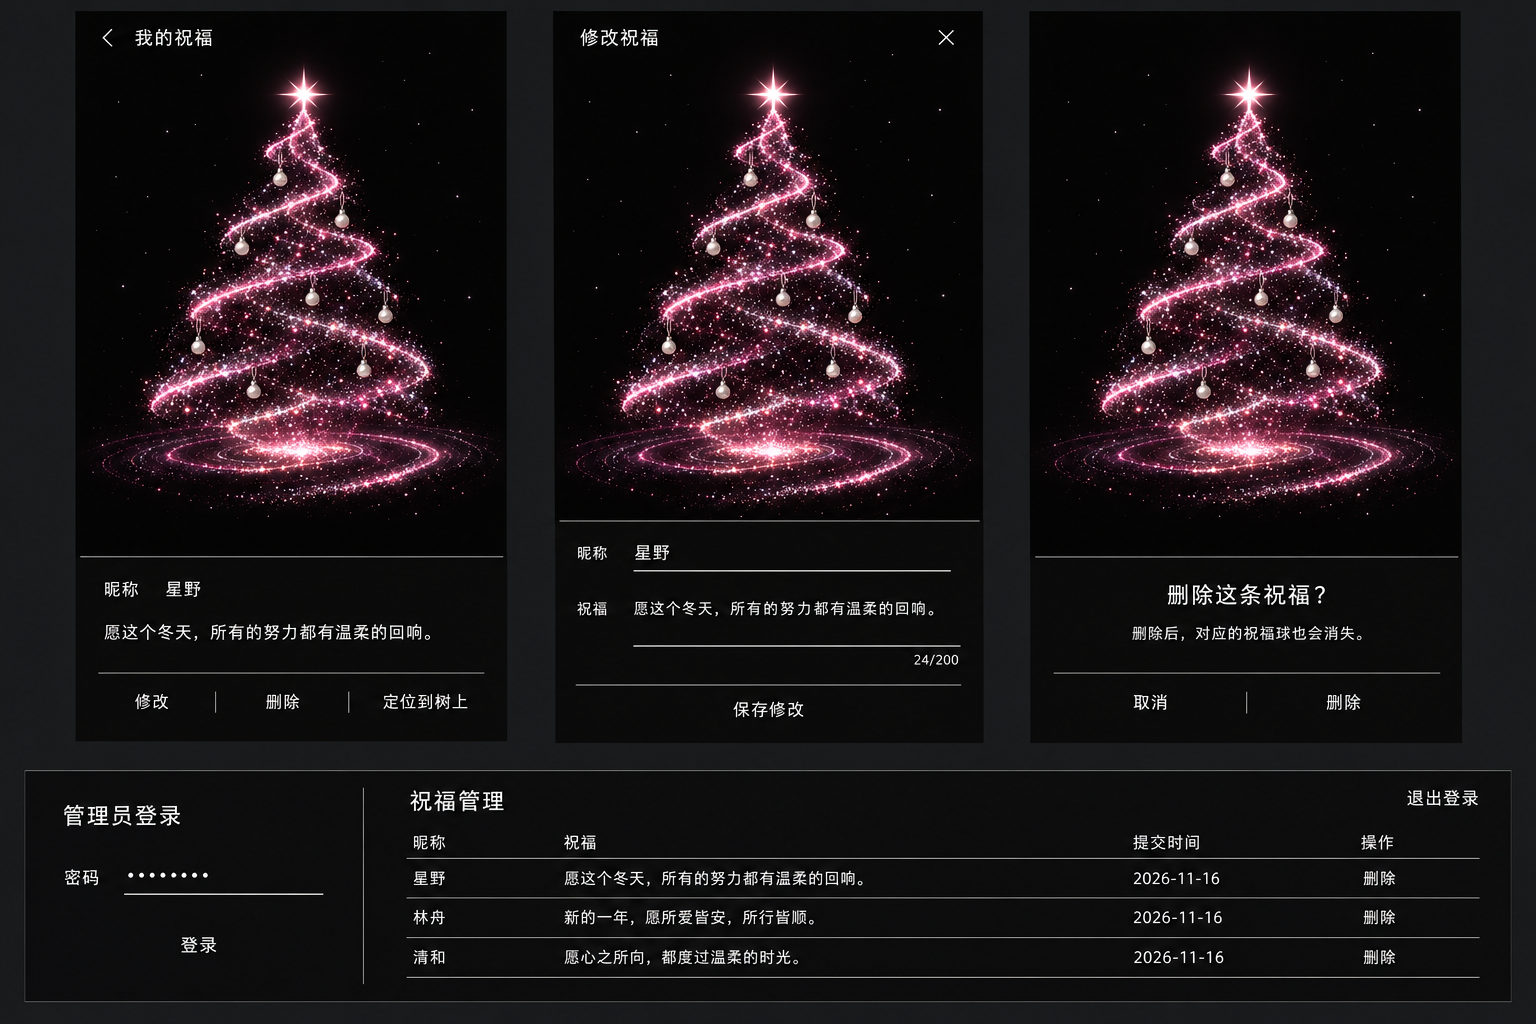 我的祝福
昵称 星野
愿这个冬天，所有的努力都有温柔的回响。
修改 删除 定位到树上
修改祝福
昵称 星野
祝福 愿这个冬天，所有的努力都有温柔的回响。
24/200
保存修改
删除这条祝福？
删除后，对应的祝福球也会消失。
取消 删除
管理员登录
密码 ••••••••
登录
祝福管理 退出登录
昵称 祝福 提交时间 操作
星野 愿这个冬天，所有的努力都有温柔的回响。 2026-11-16 删除
林舟 新的一年，愿所爱皆安，所行皆顺。 2026-11-16 删除
清和 愿心之所向，都度过温柔的时光。 2026-11-16 删除